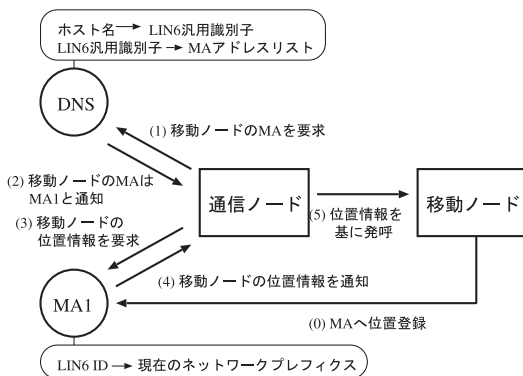 ホスト名 → LIN6汎用識別子
LIN6汎用識別子 → MAアドレスリスト
DNS
(1) 移動ノードのMAを要求
(2) 移動ノードのMAは
MA1と通知
(3) 移動ノードの
位置情報を要求
通信ノード
(5) 位置情報を
基に発呼
移動ノード
(4) 移動ノードの位置情報を通知
MA1
(0) MAへ位置登録
LIN6 ID → 現在のネットワークプレフィクス